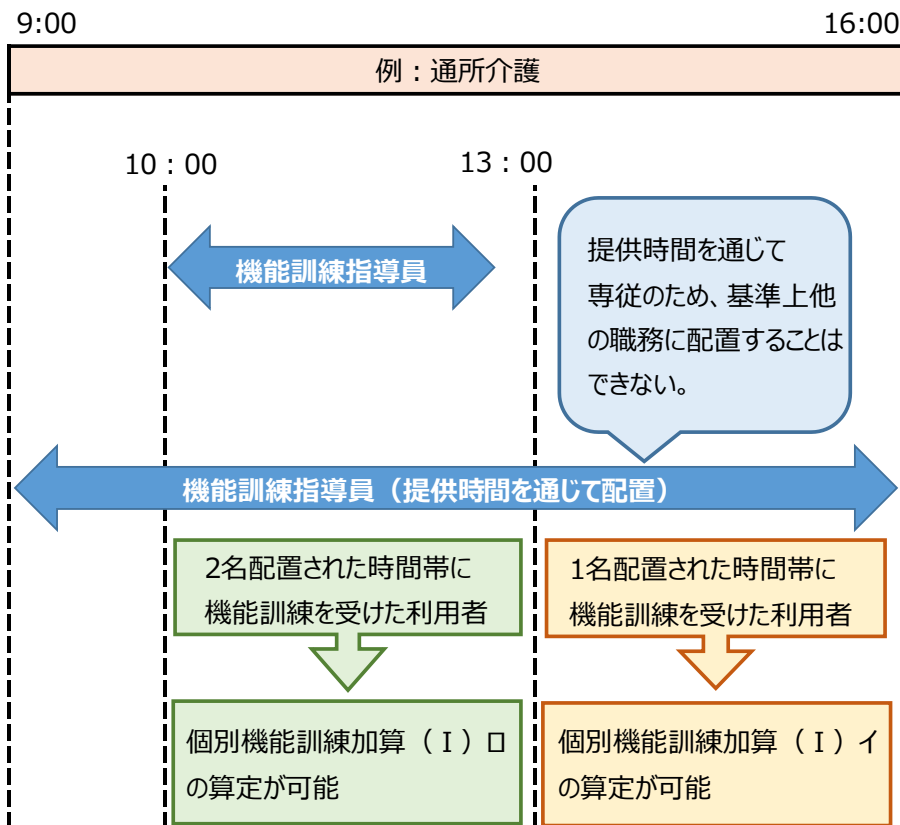 9:00
16:00
例：通所介護
10：00
13：00
機能訓練指導員
提供時間を通じて
専従のため、基準上他
の職務に配置することは
できない。
機能訓練指導員（提供時間を通じて配置）
2名配置された時間帯に
機能訓練を受けた利用者
1名配置された時間帯に
機能訓練を受けた利用者
個別機能訓練加算（Ⅰ）ロ
の算定が可能
個別機能訓練加算（Ⅰ）イ
の算定が可能